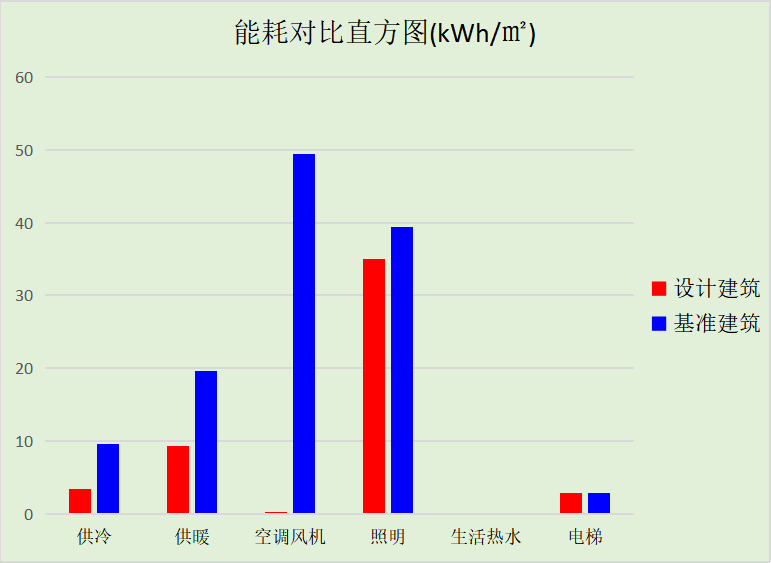 能耗对比直方图(kWh/㎡)
60
50
40
30
20
10
0
供冷
供暖
空调风机
照明
生活热水
电梯
设计建筑
基准建筑